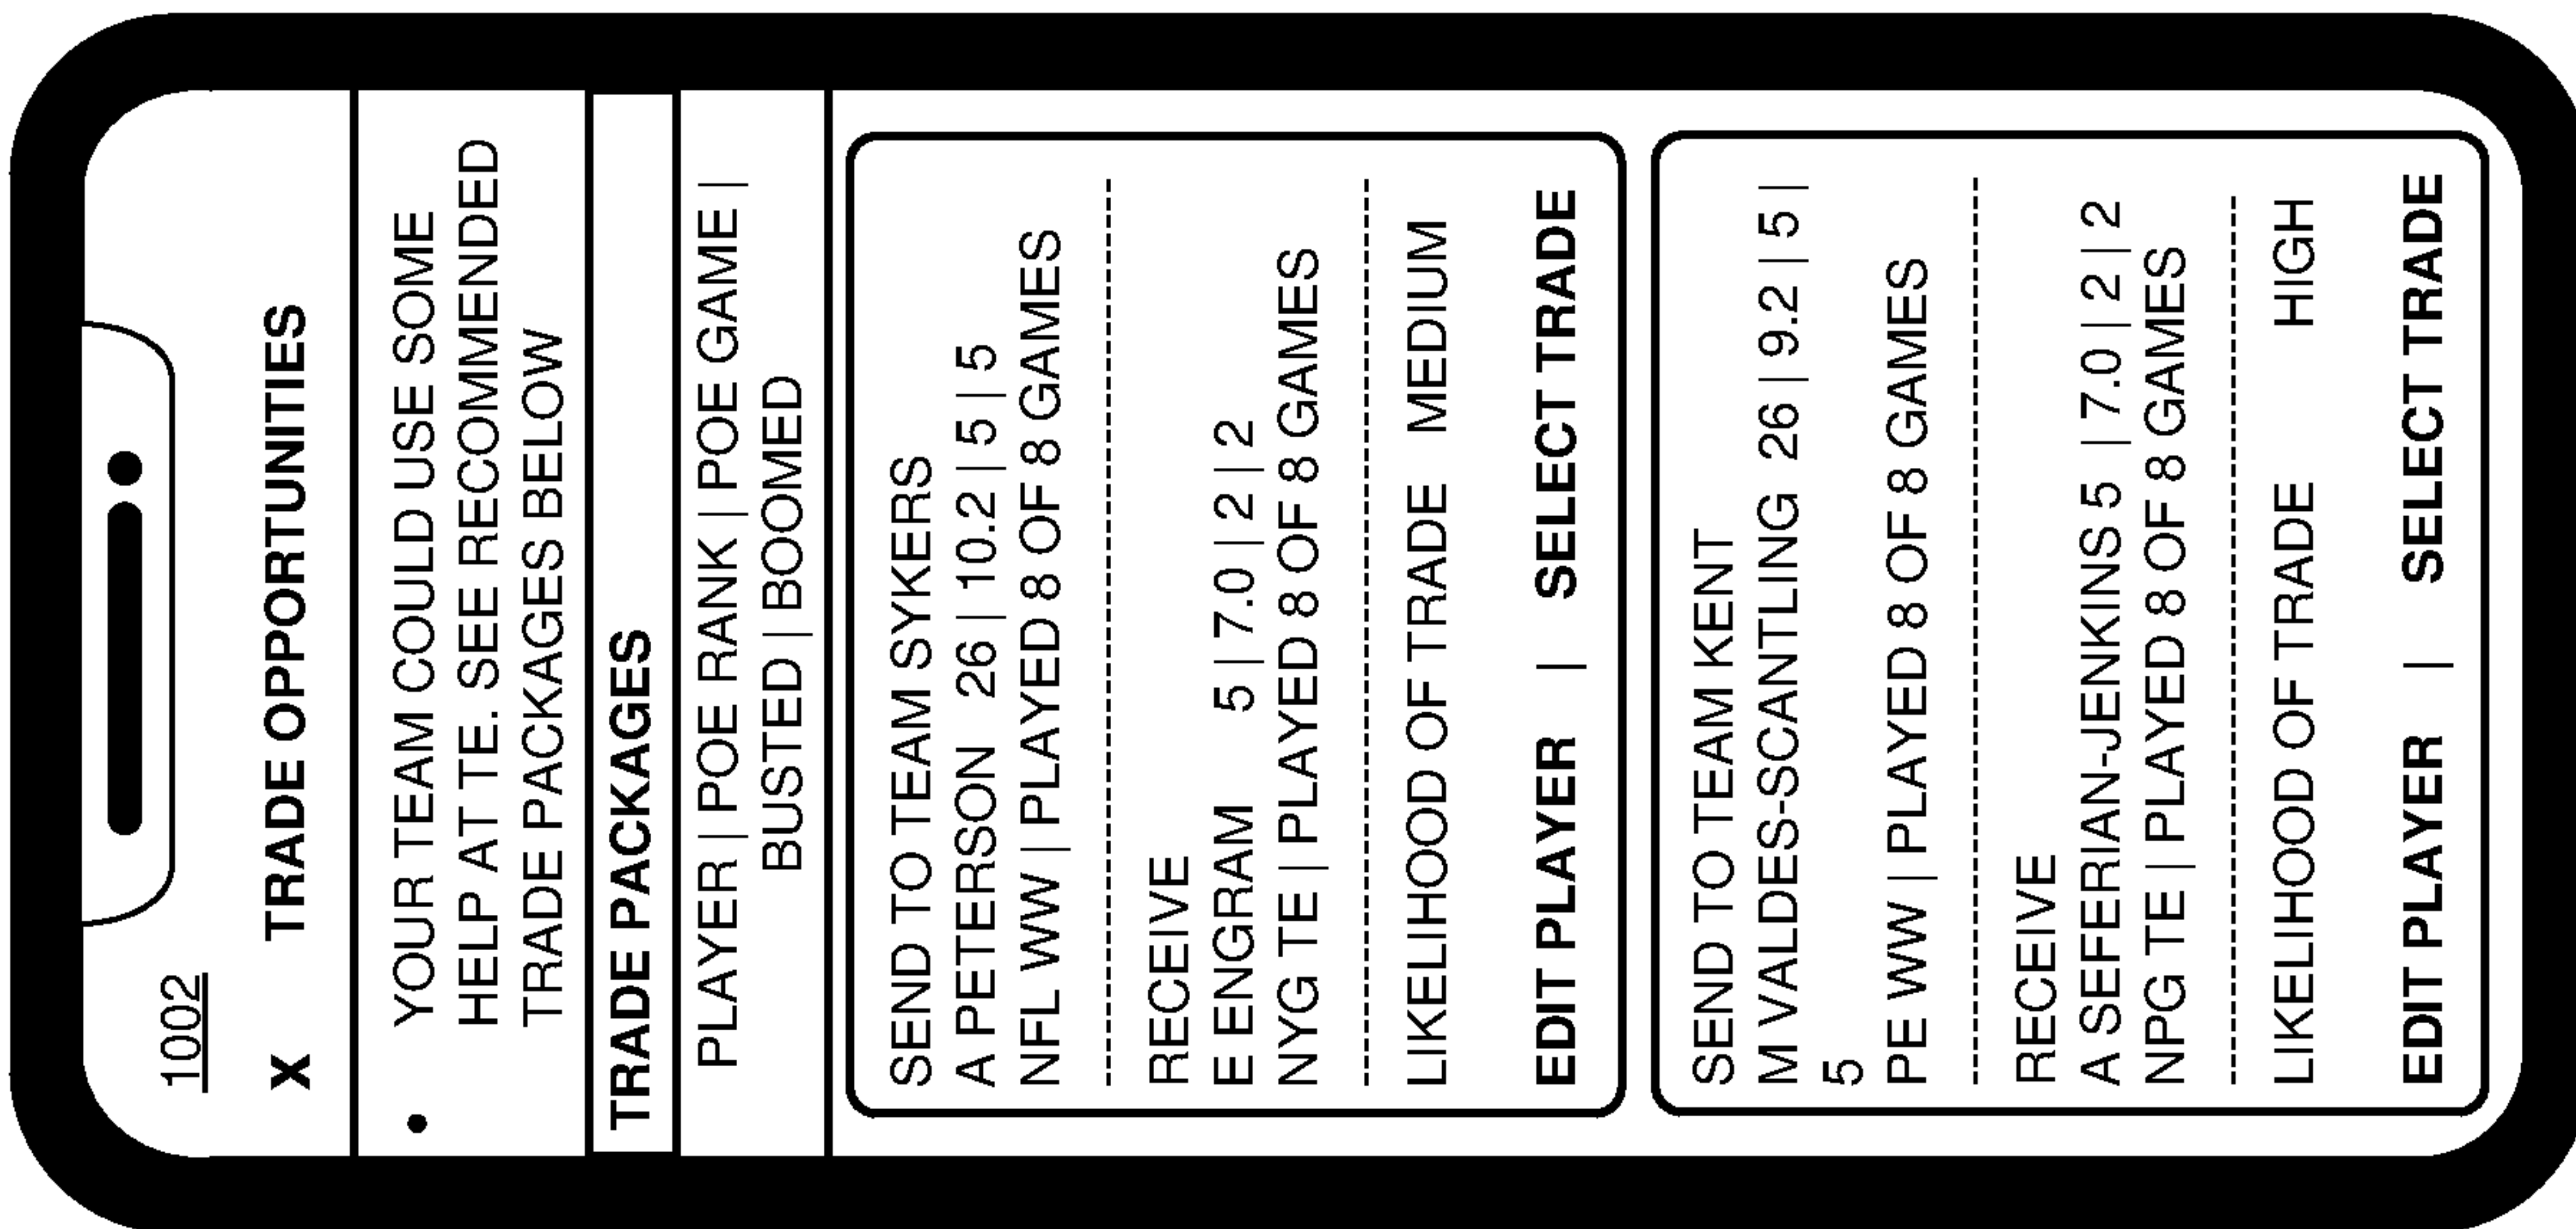 1002
X TRADE OPPORTUNITIES
• YOUR TEAM COULD USE SOME
HELP AT TE. SEE RECOMMENDED
TRADE PACKAGES BELOW
TRADE PACKAGES
PLAYER | POE RANK | POE GAME |
BUSTED | BOOMED
SEND TO TEAM SYKERS
A PETERSON 26 | 10.2 | 5 | 5
NFL WW | PLAYED 8 OF 8 GAMES
RECEIVE
E ENGRAM 5 | 7.0 | 2 | 2
NYG TE | PLAYED 8 OF 8 GAMES
LIKELIHOOD OF TRADE MEDIUM
EDIT PLAYER | SELECT TRADE
SEND TO TEAM KENT
M VALDES-SCANTLING 26 | 9.2 | 5 |
5
PE WW | PLAYED 8 OF 8 GAMES
RECEIVE
A SEFERIAN-JENKINS 5 | 7.0 | 2 | 2
NPG TE | PLAYED 8 OF 8 GAMES
LIKELIHOOD OF TRADE HIGH
EDIT PLAYER | SELECT TRADE